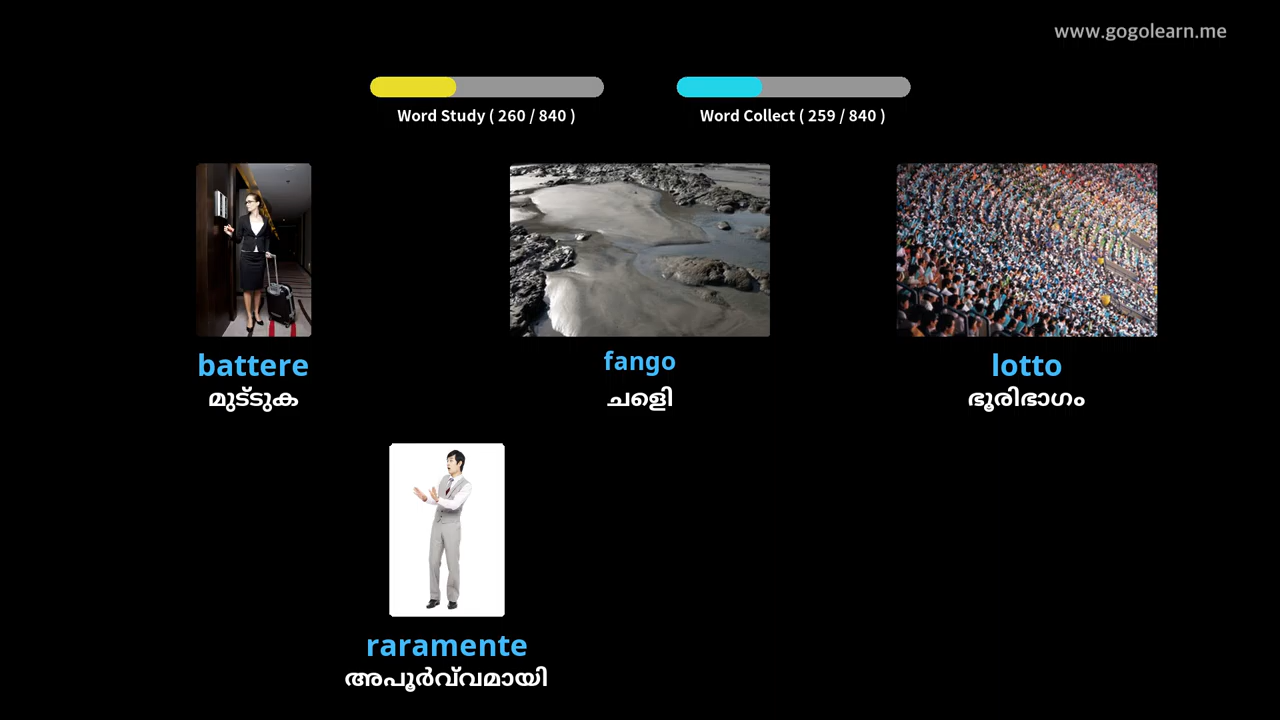 www.gogolearn.me
Word Study ( 260 / 840 )
Word Collect ( 259 / 840 )
battere
fango
lotto
മുട്ടുക
ചളി
ഭൂരിഭാഗം
raramente
അപൂർവ്വമായി